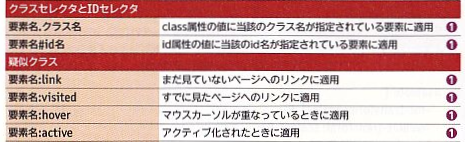 クラスセレクタとIDセレクタ
要素名.クラス名 class属性の値に当該のクラス名が指定されている要素に適用 ❶
要素名#id名 id属性の値に当該のid名が指定されている要素に適用 ❶
疑似クラス
要素名:link まだ見ていないページへのリンクに適用 ❶
要素名:visited すでに見たページへのリンクに適用 ❶
要素名:hover マウスカーソルが重なっているときに適用 ❶
要素名:active アクティブ化されたときに適用 ❶